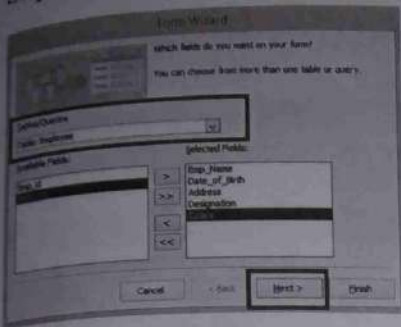 Form Wizard
Which fields do you want on your form?
You can choose from more than one table or query.
Tables/Queries
Table: Employee
Available Fields:
Selected Fields:
Emp_Id
Emp_Name
Date_of_Birth
Address
Designation
>
>>
<
<<
Cancel
< Back
Next >
Finish